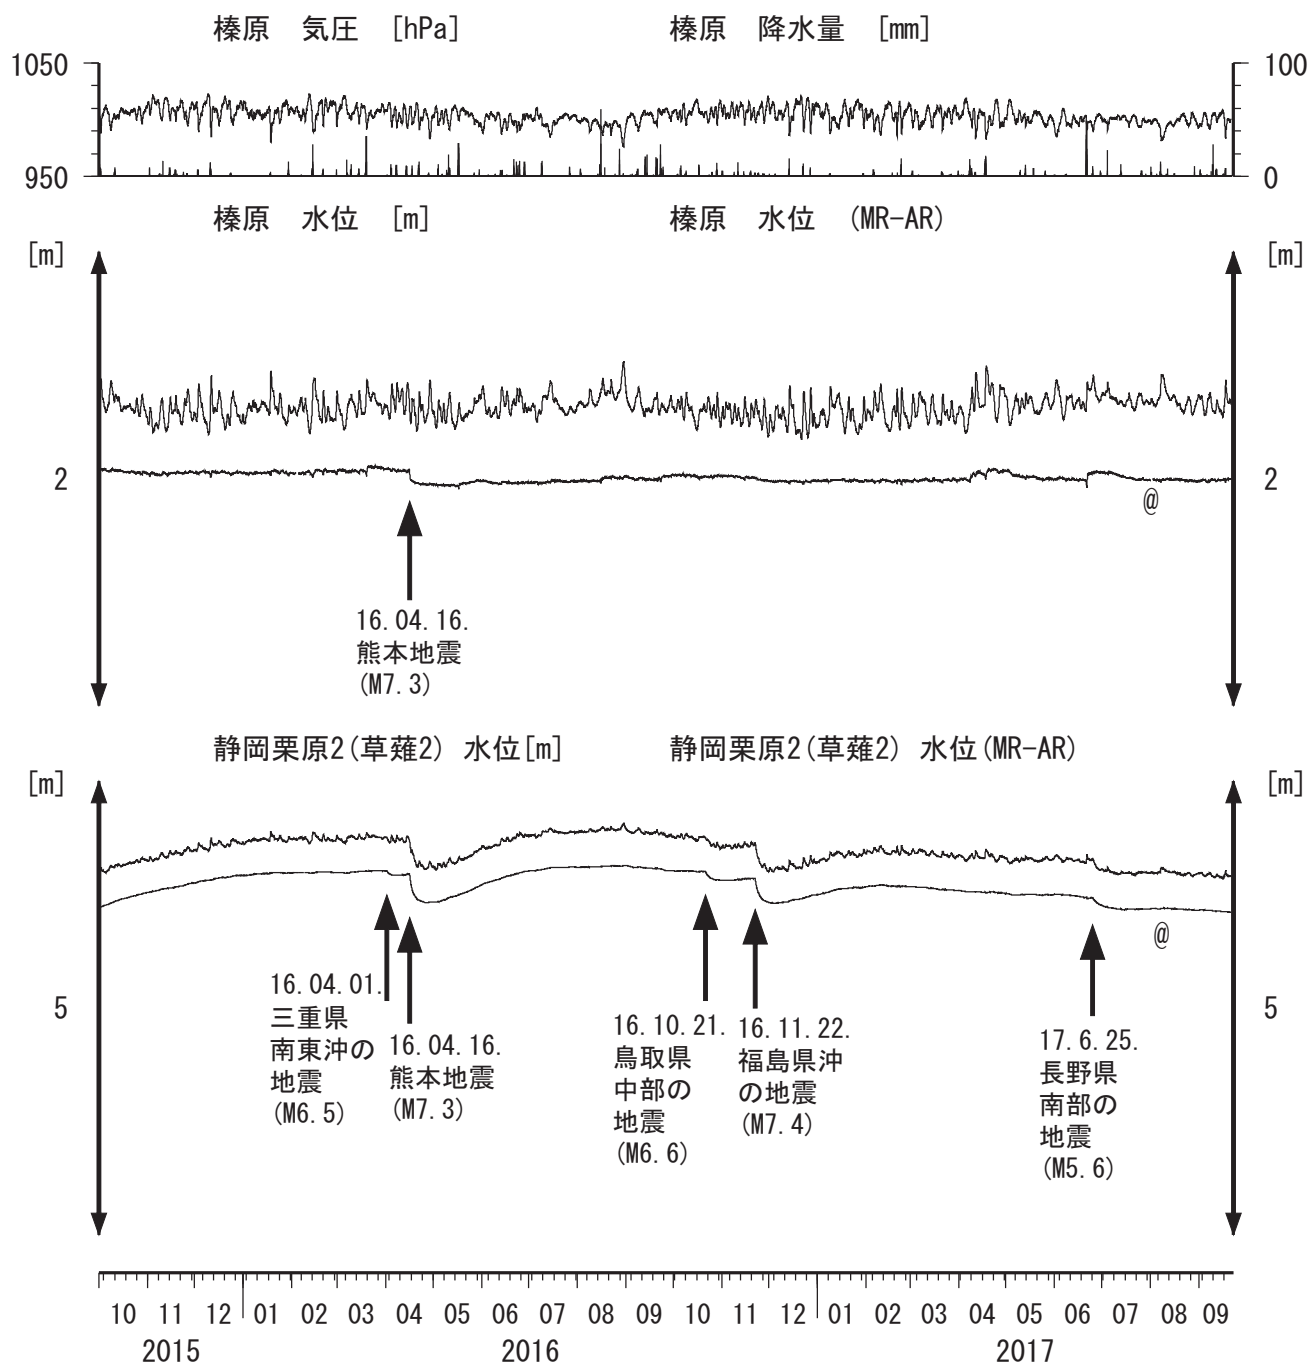 榛原 気圧 [hPa] 榛原 降水量 [mm]
1050 100
950 0
榛原 水位 [m] 榛原 水位 (MR-AR)
[m] [m]
2 2
@
16.04.16.
熊本地震
(M7.3)
静岡栗原2(草薙2) 水位[m] 静岡栗原2(草薙2) 水位(MR-AR)
[m] [m]
@
5 5
16.04.01.
三重県
南東沖の
地震
(M6.5)
16.04.16.
熊本地震
(M7.3)
16.10.21.
鳥取県
中部の
地震
(M6.6)
16.11.22.
福島県沖
の地震
(M7.4)
17.6.25.
長野県
南部の
地震
(M5.6)
10 11 12 01 02 03 04 05 06 07 08 09 10 11 12 01 02 03 04 05 06 07 08 09
2015 2016 2017